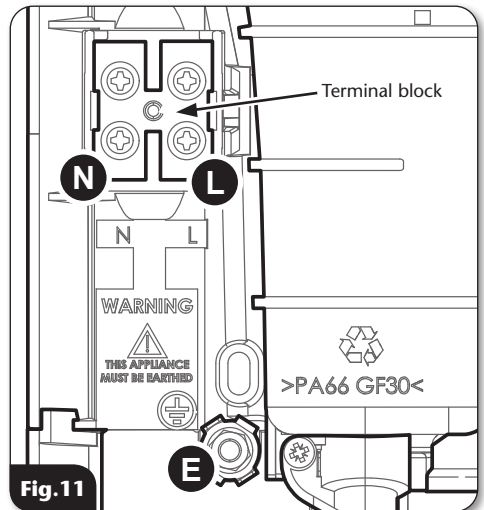 Terminal block
N L
N L
WARNING
THIS APPLIANCE
MUST BE EARTHED
>PA66 GF30<
E
Fig.11